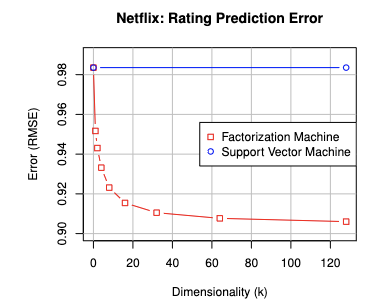 Netflix: Rating Prediction Error
Error (RMSE)
0.98
0.96
0.94
0.92
0.90
Factorization Machine
Support Vector Machine
0 20 40 60 80 100 120
Dimensionality (k)